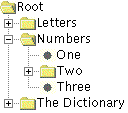 Root
Letters
Numbers
One
Two
Three
The Dictionary